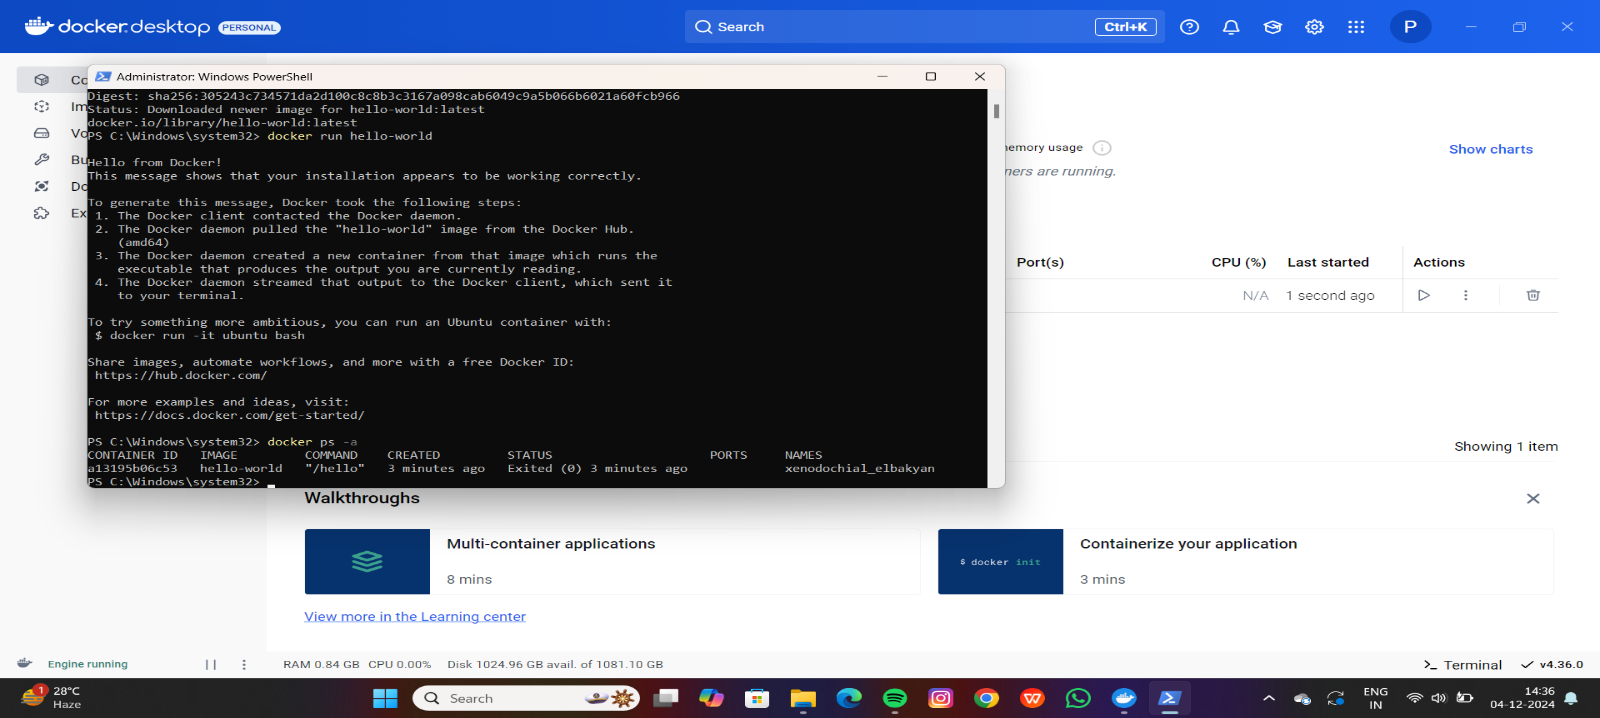 docker.desktop PERSONAL
Search Ctrl+K
P
Co
Im
Vo
Bu
Do
Ex
Administrator: Windows PowerShell
Digest: sha256:305243c734571da2d100c8c8b3c3167a098cab6049c9a5b066b6021a60fcb966
Status: Downloaded newer image for hello-world:latest
docker.io/library/hello-world:latest
PS C:\Windows\system32> docker run hello-world
Hello from Docker!
This message shows that your installation appears to be working correctly.
To generate this message, Docker took the following steps:
1. The Docker client contacted the Docker daemon.
2. The Docker daemon pulled the "hello-world" image from the Docker Hub.
(amd64)
3. The Docker daemon created a new container from that image which runs the
executable that produces the output you are currently reading.
4. The Docker daemon streamed that output to the Docker client, which sent it
to your terminal.
To try something more ambitious, you can run an Ubuntu container with:
$ docker run -it ubuntu bash
Share images, automate workflows, and more with a free Docker ID:
https://hub.docker.com/
For more examples and ideas, visit:
https://docs.docker.com/get-started/
PS C:\Windows\system32> docker ps -a
CONTAINER ID IMAGE COMMAND CREATED STATUS PORTS NAMES
a13195b06c53 hello-world "/hello" 3 minutes ago Exited (0) 3 minutes ago xenodochial_elbakyan
PS C:\Windows\system32>
emory usage
Show charts
ners are running.
Port(s) CPU (%) Last started Actions
N/A 1 second ago
Showing 1 item
Walkthroughs
Multi-container applications
8 mins
$ docker init
Containerize your application
3 mins
View more in the Learning center
Engine running
RAM 0.84 GB CPU 0.00% Disk 1024.96 GB avail. of 1081.10 GB
>_ Terminal
v4.36.0
1
28°C
Haze
Search
ENG
IN
14:36
04-12-2024